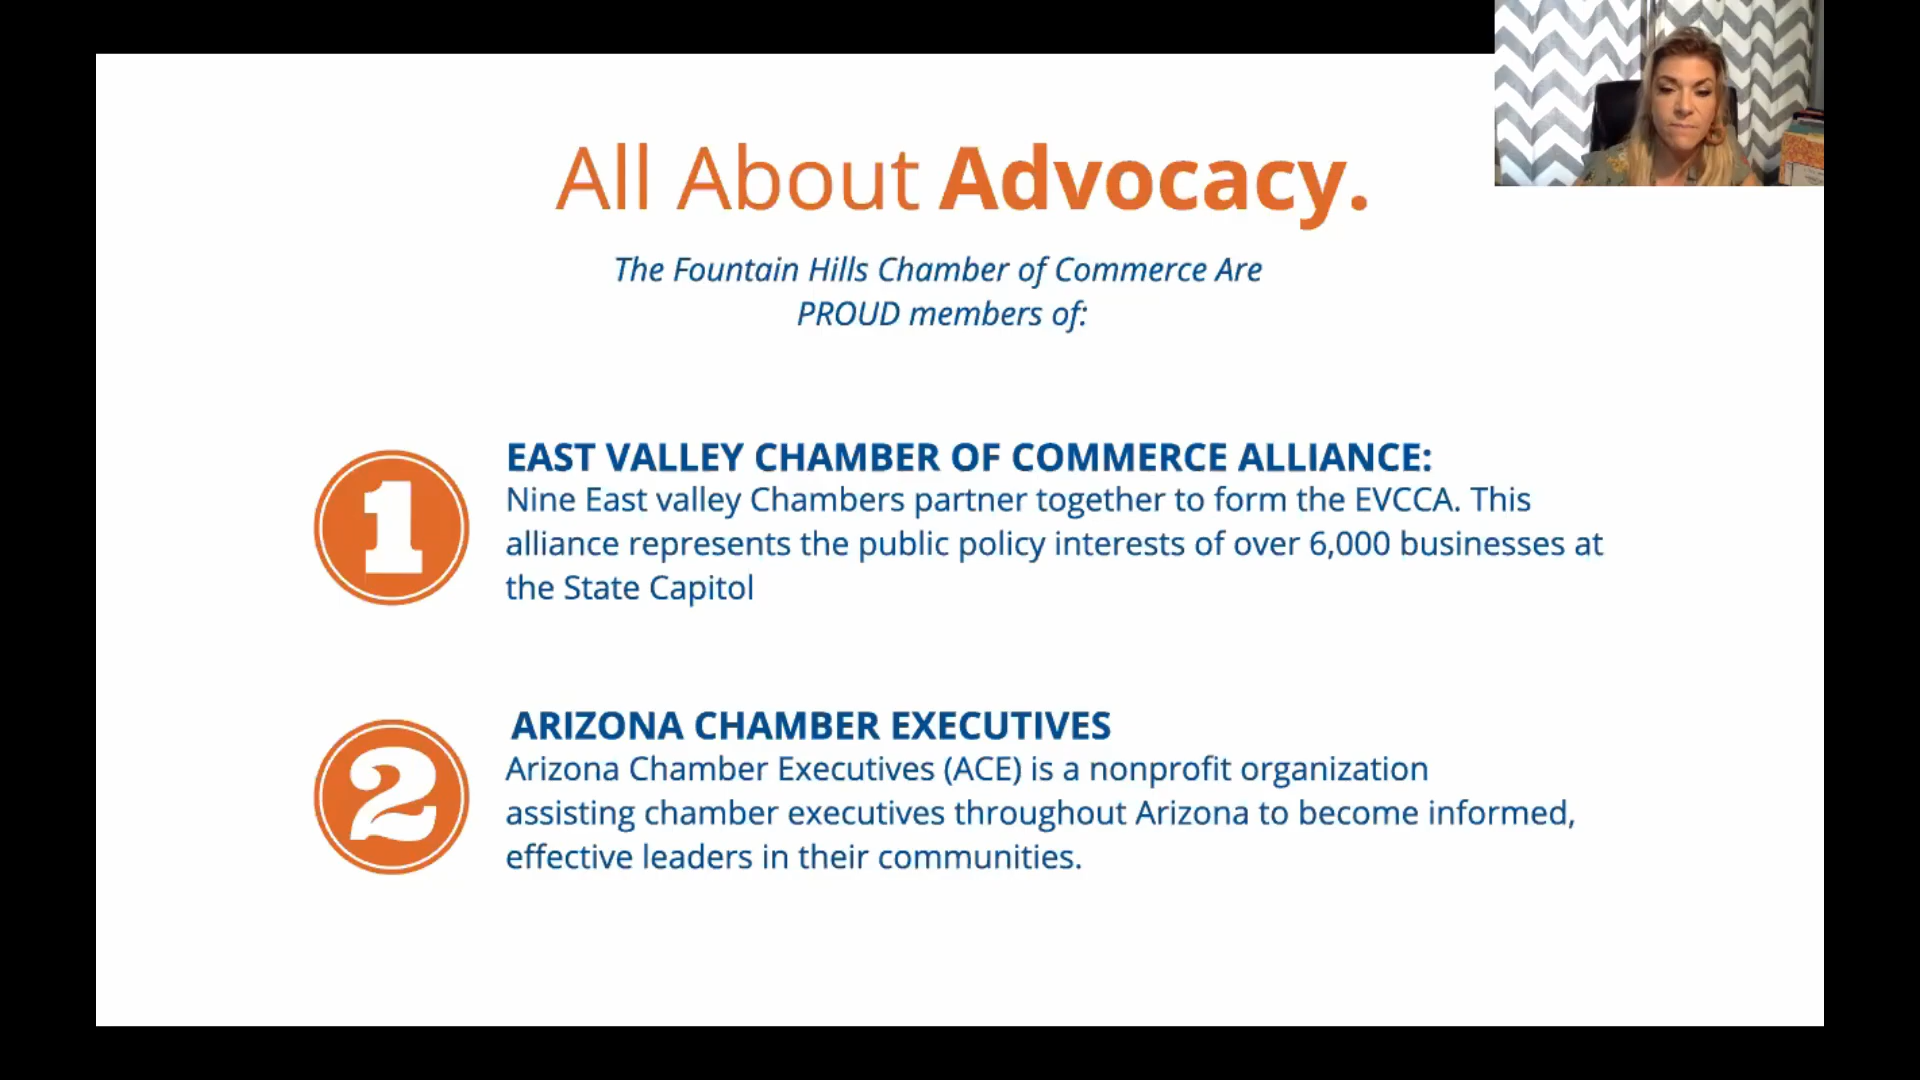 All About Advocacy.
The Fountain Hills Chamber of Commerce Are
PROUD members of:
1
EAST VALLEY CHAMBER OF COMMERCE ALLIANCE:
Nine East valley Chambers partner together to form the EVCCA. This
alliance represents the public policy interests of over 6,000 businesses at
the State Capitol
2
ARIZONA CHAMBER EXECUTIVES
Arizona Chamber Executives (ACE) is a nonprofit organization
assisting chamber executives throughout Arizona to become informed,
effective leaders in their communities.